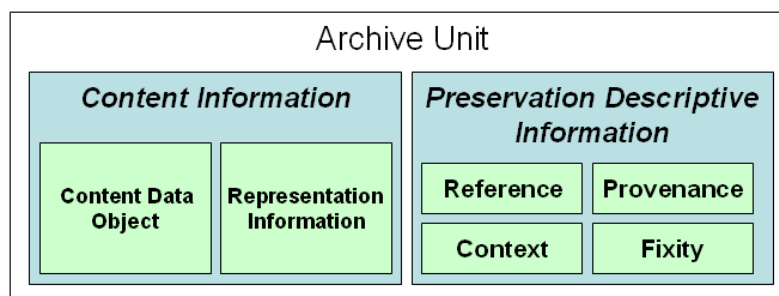 Archive Unit
Content Information
Content Data
Object
Representation
Information
Preservation Descriptive
Information
Reference
Provenance
Context
Fixity